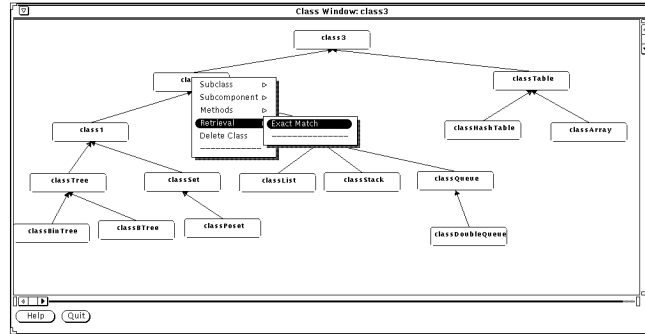 Class Window: class3
class3
cla
classTable
Subclass
Subcomponent
Methods
Retrieval
Delete Class
Exact Match
class1
classHashTable
classArray
classTree
classSet
classList
classStack
classQueue
classBinTree
classBTree
classPoset
classDoubleQueue
Help
Quit